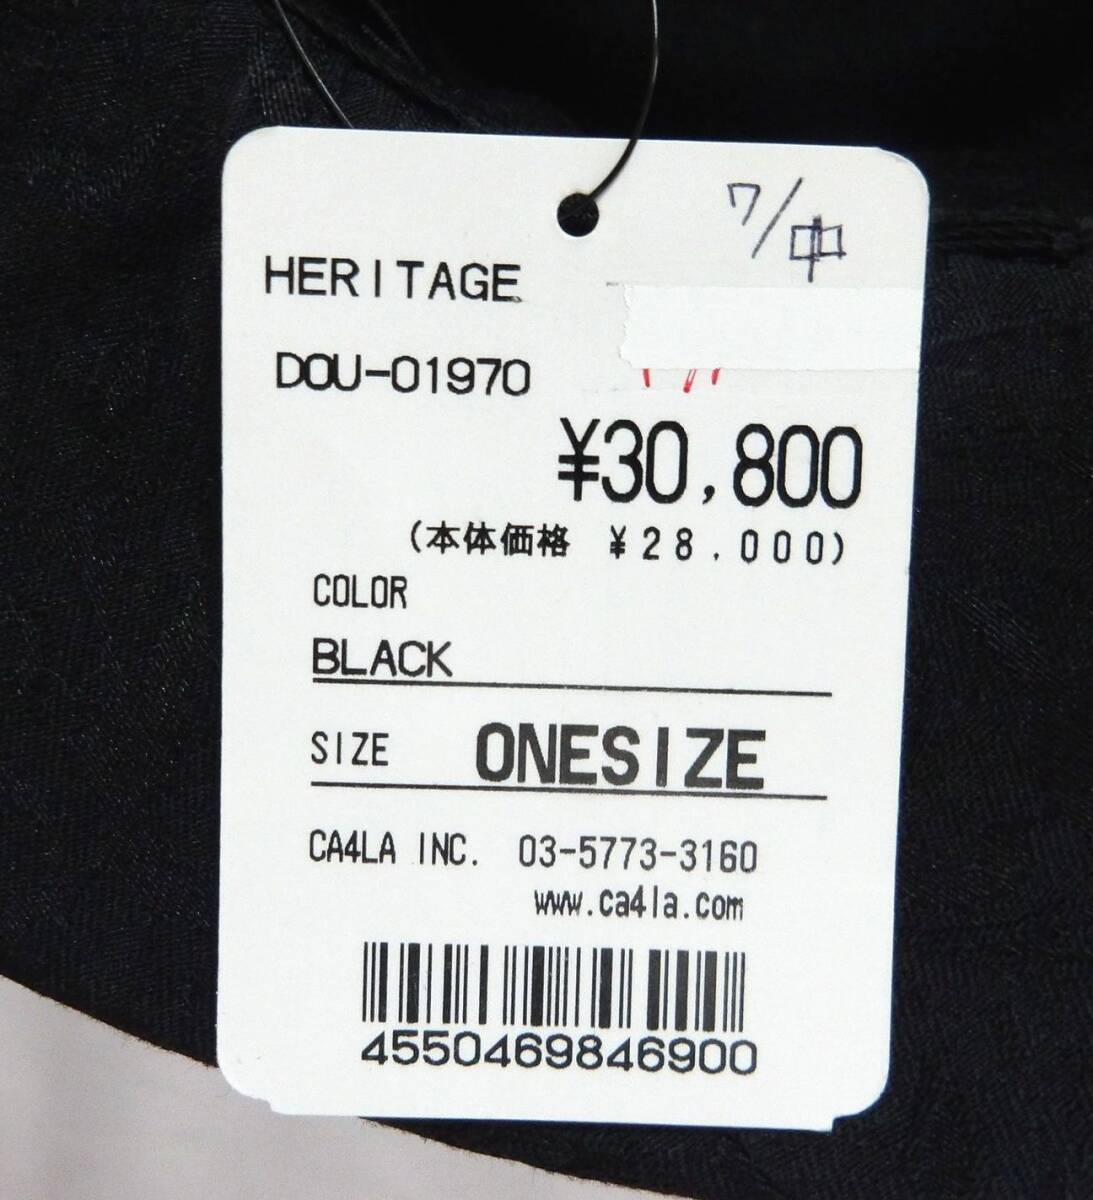 7/中
HERITAGE
DOU-01970
¥30,800
(本体価格 ¥28,000)
COLOR
BLACK
SIZE ONESIZE
CA4LA INC. 03-5773-3160
www.ca4la.com
4550469846900